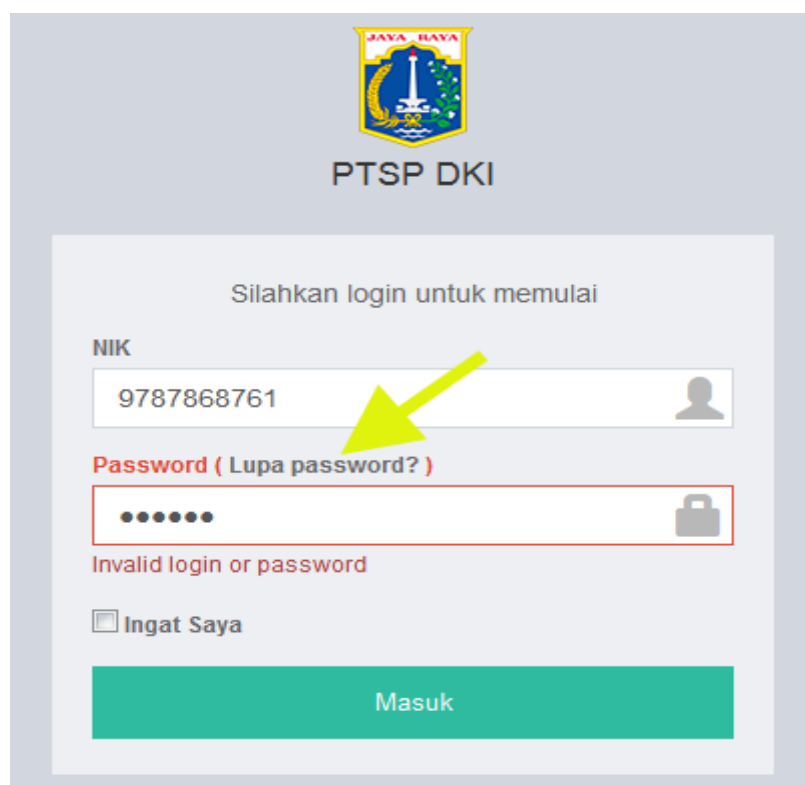 JAYA RAYA
PTSP DKI
Silahkan login untuk memulai
NIK
9787868761
Password ( Lupa password? )
••••••
Invalid login or password
Ingat Saya
Masuk